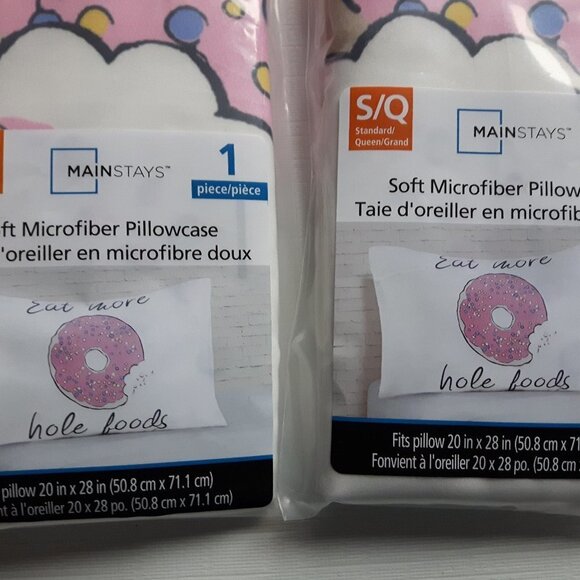 MAINSTAYS™
1
piece/pièce
ft Microfiber Pillowcase
'oreiller en microfibre doux
eat more
hole foods
pillow 20 in x 28 in (50.8 cm x 71.1 cm)
nt à l'oreiller 20 x 28 po. (50.8 cm x 71.1 cm)
S/Q
Standard/
Queen/Grand
MAINSTAYS™
Soft Microfiber Pillow
Taie d'oreiller en microfib
eat more
hole foods
Fits pillow 20 in x 28 in (50.8 cm x 71
Fonvient à l'oreiller 20 x 28 po. (50.8 cm